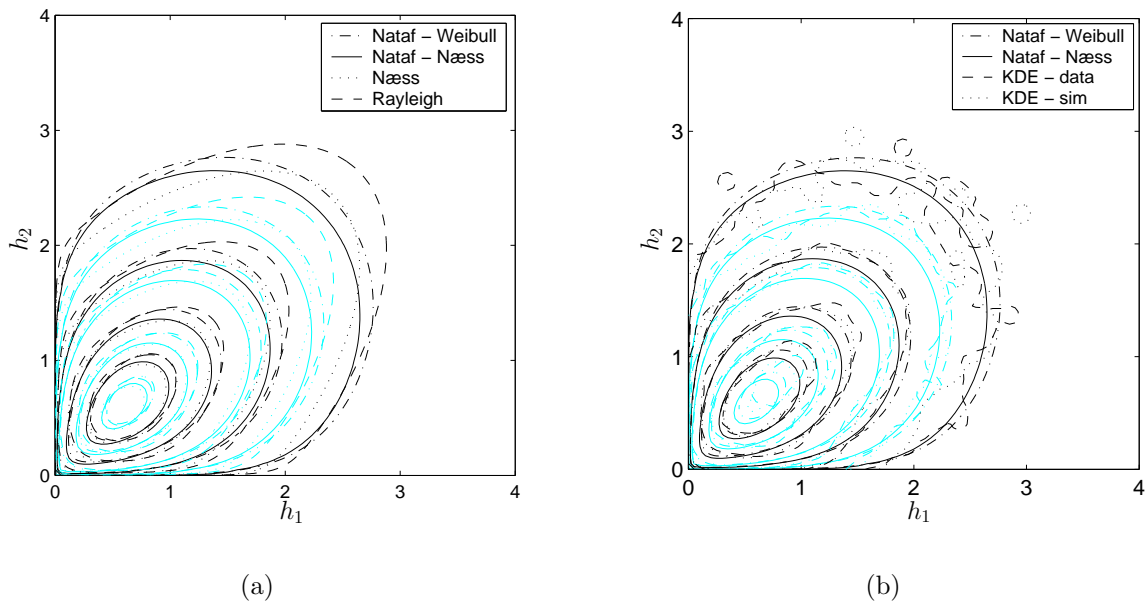 4
3
2
1
0
0
1
2
3
4
h2
h1
Nataf – Weibull
Nataf – Næss
Næss
Rayleigh
(a)
4
3
2
1
0
0
1
2
3
4
h2
h1
Nataf – Weibull
Nataf – Næss
KDE – data
KDE – sim
(b)